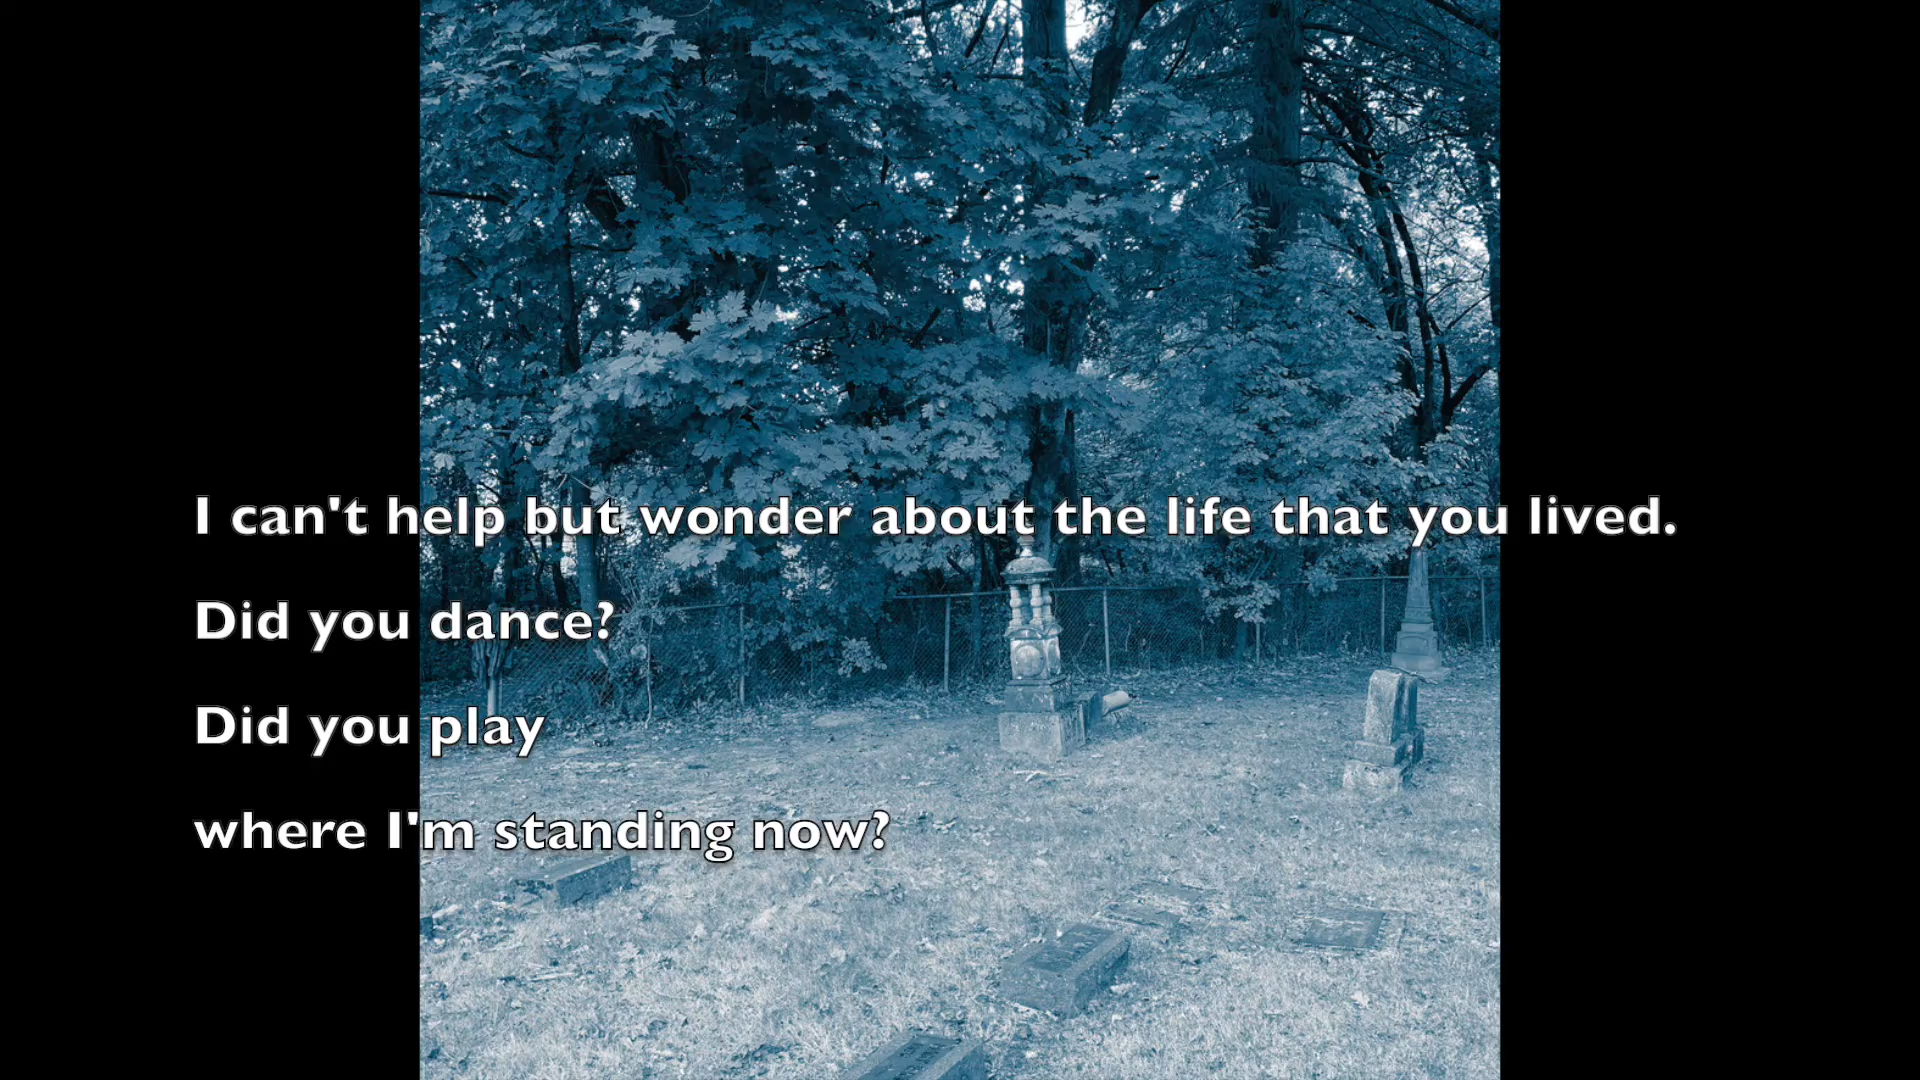 I can't help but wonder about the life that you lived.
Did you dance?
Did you play
where I'm standing now?